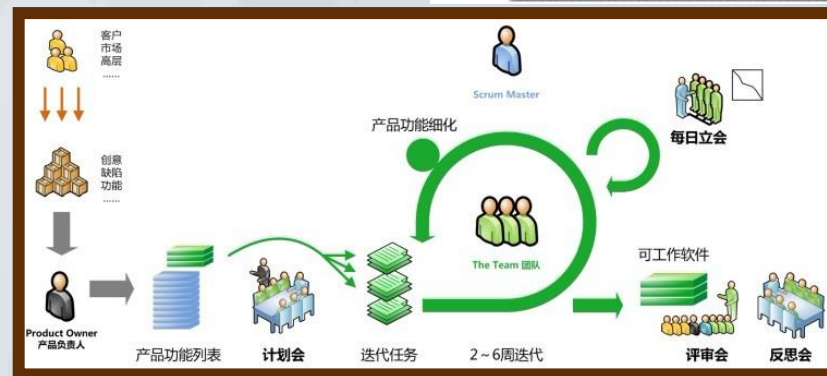 客户
市场
高层
......
创意
缺陷
功能
......
Product Owner
产品负责人
产品功能列表
计划会
迭代任务
产品功能细化
Scrum Master
The Team 团队
2～6周迭代
每日立会
可工作软件
评审会
反思会